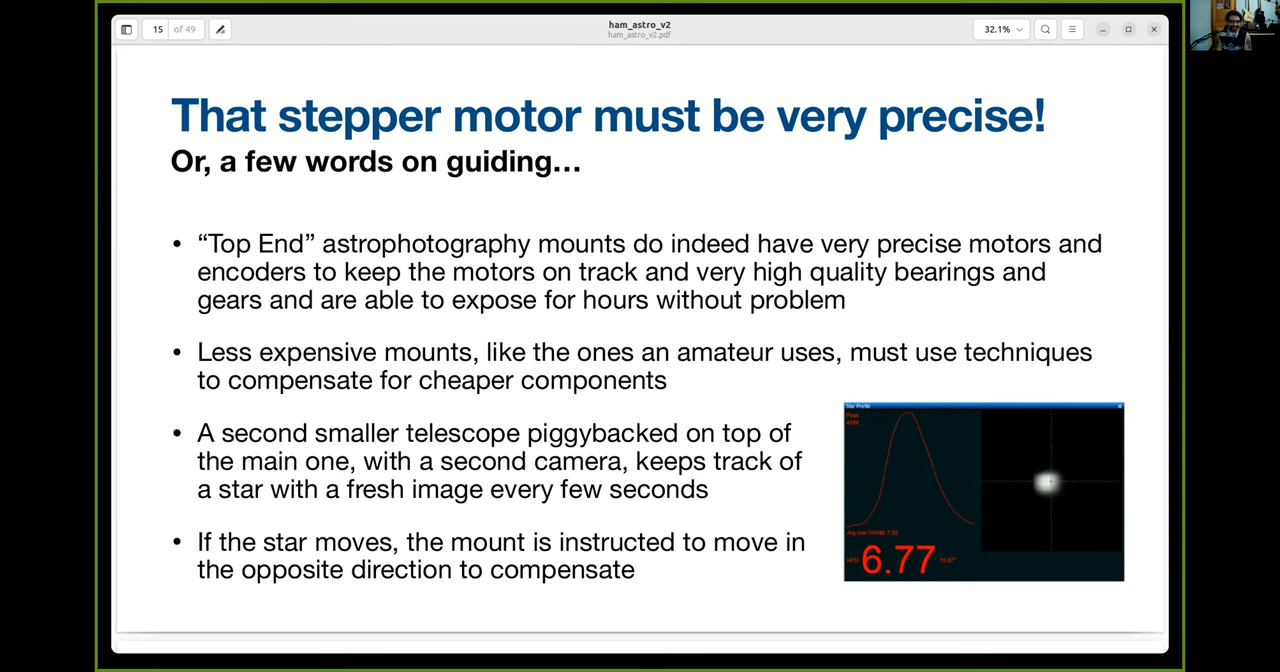 15 of 49
ham_astro_v2
ham_astro_v2.pdf
32.1%
That stepper motor must be very precise!
Or, a few words on guiding...
• “Top End” astrophotography mounts do indeed have very precise motors and
encoders to keep the motors on track and very high quality bearings and
gears and are able to expose for hours without problem
• Less expensive mounts, like the ones an amateur uses, must use techniques
to compensate for cheaper components
• A second smaller telescope piggybacked on top of
the main one, with a second camera, keeps track of
a star with a fresh image every few seconds
• If the star moves, the mount is instructed to move in
the opposite direction to compensate
Star Profile
Peak
6.77